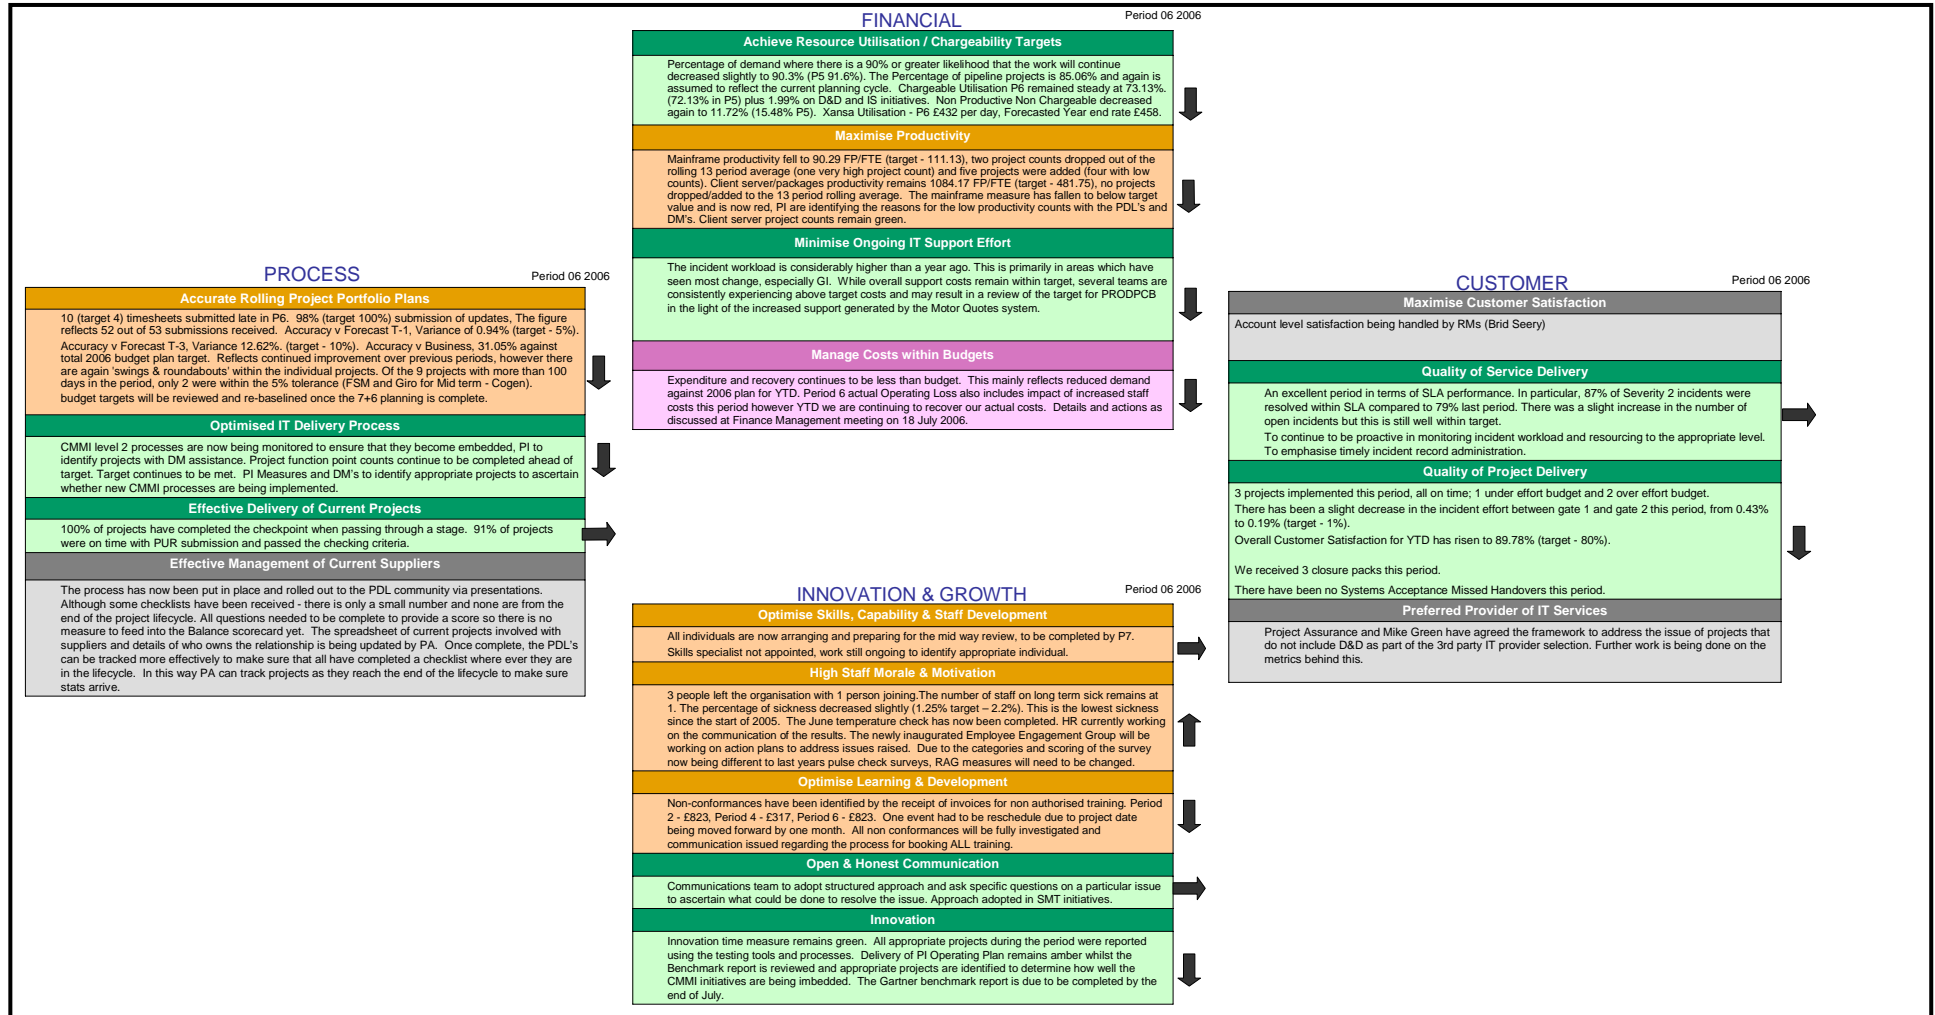 FINANCIAL
Period 06 2006
Achieve Resource Utilisation / Chargeability Targets
Percentage of demand where there is a 90% or greater likelihood that the work will continue
decreased slightly to 90.3% (P5 91.6%). The Percentage of pipeline projects is 85.06% and again is
assumed to reflect the current planning cycle. Chargeable Utilisation P6 remained steady at 73.13%.
(72.13% in P5) plus 1.99% on D&D and IS initiatives. Non Productive Non Chargeable decreased
again to 11.72% (15.48% P5). Xansa Utilisation - P6 £432 per day, Forecasted Year end rate £458.
Maximise Productivity
Mainframe productivity fell to 90.29 FP/FTE (target - 111.13), two project counts dropped out of the
rolling 13 period average (one very high project count) and five projects were added (four with low
counts). Client server/packages productivity remains 1084.17 FP/FTE (target - 481.75), no projects
dropped/added to the 13 period rolling average. The mainframe measure has fallen to below target
value and is now red, PI are identifying the reasons for the low productivity counts with the PDL's and
DM's. Client server project counts remain green.
Minimise Ongoing IT Support Effort
The incident workload is considerably higher than a year ago. This is primarily in areas which have
seen most change, especially GI. While overall support costs remain within target, several teams are
consistently experiencing above target costs and may result in a review of the target for PRODPCB
in the light of the increased support generated by the Motor Quotes system.
Manage Costs within Budgets
Expenditure and recovery continues to be less than budget. This mainly reflects reduced demand
against 2006 plan for YTD. Period 6 actual Operating Loss also includes impact of increased staff
costs this period however YTD we are continuing to recover our actual costs. Details and actions as
discussed at Finance Management meeting on 18 July 2006.
PROCESS
Period 06 2006
Accurate Rolling Project Portfolio Plans
10 (target 4) timesheets submitted late in P6. 98% (target 100%) submission of updates, The figure
reflects 52 out of 53 submissions received. Accuracy v Forecast T-1, Variance of 0.94% (target - 5%).
Accuracy v Forecast T-3, Variance 12.62%. (target - 10%). Accuracy v Business, 31.05% against
total 2006 budget plan target. Reflects continued improvement over previous periods, however there
are again 'swings & roundabouts' within the individual projects. Of the 9 projects with more than 100
days in the period, only 2 were within the 5% tolerance (FSM and Giro for Mid term - Cogen).
budget targets will be reviewed and re-baselined once the 7+6 planning is complete.
Optimised IT Delivery Process
CMMI level 2 processes are now being monitored to ensure that they become embedded, PI to
identify projects with DM assistance. Project function point counts continue to be completed ahead of
target. Target continues to be met. PI Measures and DM's to identify appropriate projects to ascertain
whether new CMMI processes are being implemented.
Effective Delivery of Current Projects
100% of projects have completed the checkpoint when passing through a stage. 91% of projects
were on time with PUR submission and passed the checking criteria.
Effective Management of Current Suppliers
The process has now been put in place and rolled out to the PDL community via presentations.
Although some checklists have been received - there is only a small number and none are from the
end of the project lifecycle. All questions needed to be complete to provide a score so there is no
measure to feed into the Balance scorecard yet. The spreadsheet of current projects involved with
suppliers and details of who owns the relationship is being updated by PA. Once complete, the PDL's
can be tracked more effectively to make sure that all have completed a checklist where ever they are
in the lifecycle. In this way PA can track projects as they reach the end of the lifecycle to make sure
stats arrive.
CUSTOMER
Period 06 2006
Maximise Customer Satisfaction
Account level satisfaction being handled by RMs (Brid Seery)
Quality of Service Delivery
An excellent period in terms of SLA performance. In particular, 87% of Severity 2 incidents were
resolved within SLA compared to 79% last period. There was a slight increase in the number of
open incidents but this is still well within target.
To continue to be proactive in monitoring incident workload and resourcing to the appropriate level.
To emphasise timely incident record administration.
Quality of Project Delivery
3 projects implemented this period, all on time; 1 under effort budget and 2 over effort budget.
There has been a slight decrease in the incident effort between gate 1 and gate 2 this period, from 0.43%
to 0.19% (target - 1%).
Overall Customer Satisfaction for YTD has risen to 89.78% (target - 80%).
We received 3 closure packs this period.
There have been no Systems Acceptance Missed Handovers this period.
Preferred Provider of IT Services
Project Assurance and Mike Green have agreed the framework to address the issue of projects that
do not include D&D as part of the 3rd party IT provider selection. Further work is being done on the
metrics behind this.
INNOVATION & GROWTH
Period 06 2006
Optimise Skills, Capability & Staff Development
All individuals are now arranging and preparing for the mid way review, to be completed by P7.
Skills specialist not appointed, work still ongoing to identify appropriate individual.
High Staff Morale & Motivation
3 people left the organisation with 1 person joining.The number of staff on long term sick remains at
1. The percentage of sickness decreased slightly (1.25% target – 2.2%). This is the lowest sickness
since the start of 2005. The June temperature check has now been completed. HR currently working
on the communication of the results. The newly inaugurated Employee Engagement Group will be
working on action plans to address issues raised. Due to the categories and scoring of the survey
now being different to last years pulse check surveys, RAG measures will need to be changed.
Optimise Learning & Development
Non-conformances have been identified by the receipt of invoices for non authorised training. Period
2 - £823, Period 4 - £317, Period 6 - £823. One event had to be reschedule due to project date
being moved forward by one month. All non conformances will be fully investigated and
communication issued regarding the process for booking ALL training.
Open & Honest Communication
Communications team to adopt structured approach and ask specific questions on a particular issue
to ascertain what could be done to resolve the issue. Approach adopted in SMT initiatives.
Innovation
Innovation time measure remains green. All appropriate projects during the period were reported
using the testing tools and processes. Delivery of PI Operating Plan remains amber whilst the
Benchmark report is reviewed and appropriate projects are identified to determine how well the
CMMI initiatives are being imbedded. The Gartner benchmark report is due to be completed by the
end of July.